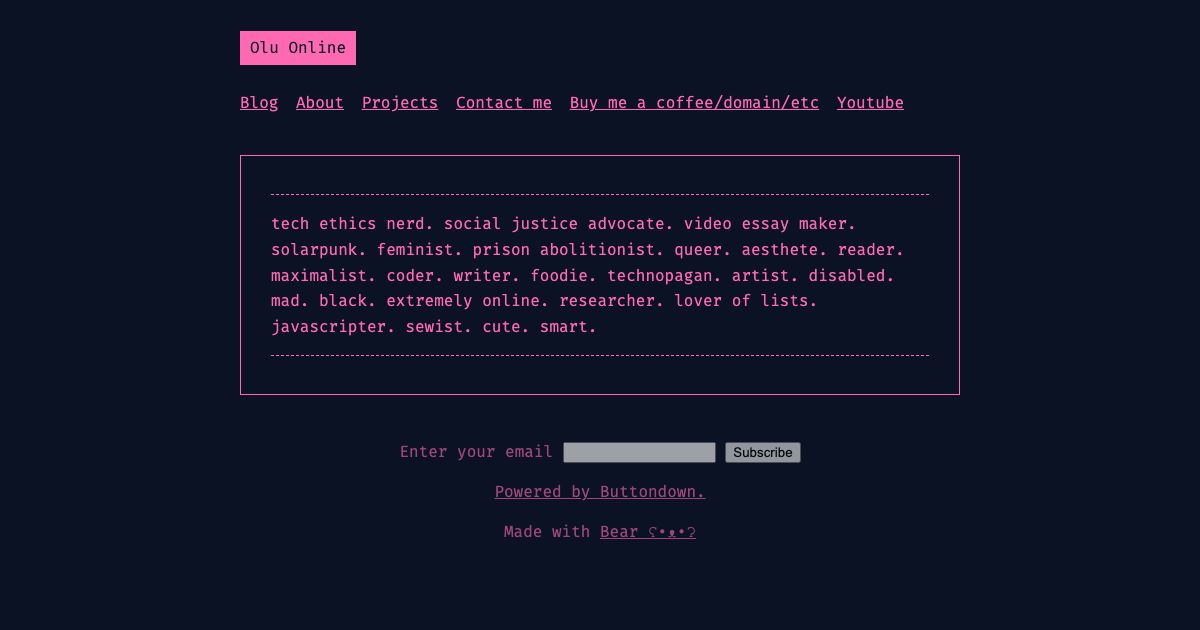 Olu Online
Blog About Projects Contact me Buy me a coffee/domain/etc Youtube
tech ethics nerd. social justice advocate. video essay maker.
solarpunk. feminist. prison abolitionist. queer. aesthete. reader.
maximalist. coder. writer. foodie. technopagan. artist. disabled.
mad. black. extremely online. researcher. lover of lists.
javascripter. sewist. cute. smart.
Enter your email Subscribe
Powered by Buttondown.
Made with Bear ʕ•ᴥ•ʔ